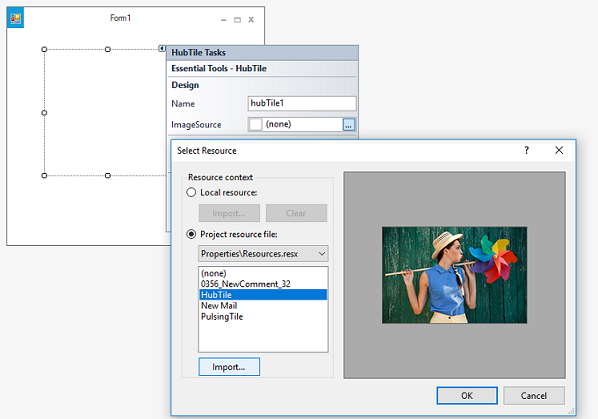 Form1
HubTile Tasks
Essential Tools - HubTile
Design
Name hubTile1
ImageSource (none) ...
Select Resource ?
Resource context
Local resource:
Import... Clear
Project resource file:
Properties\Resources.resx
(none)
0356_NewComment_32
HubTile
New Mail
PulsingTile
Import...
OK Cancel